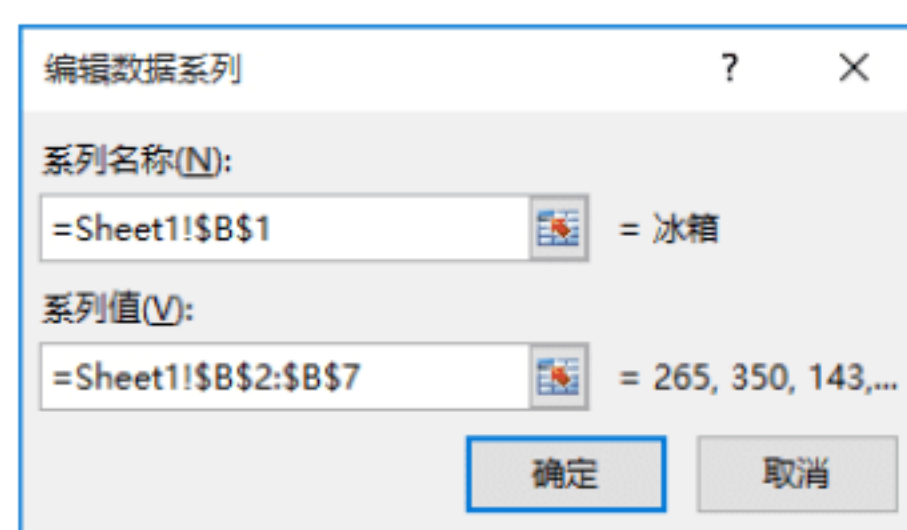 编辑数据系列 ? ×
系列名称(N):
=Sheet1!$B$1 = 冰箱
系列值(V):
=Sheet1!$B$2:$B$7 = 265, 350, 143,...
确定 取消